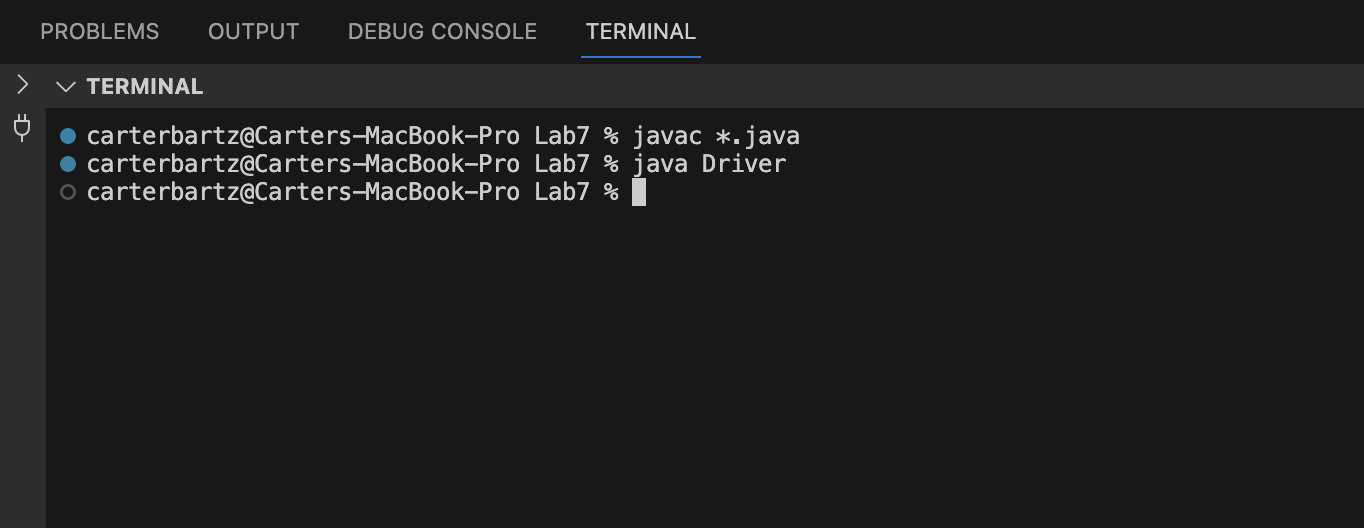 PROBLEMS OUTPUT DEBUG CONSOLE TERMINAL
TERMINAL
carterbartz@Carters-MacBook-Pro Lab7 % javac *.java
carterbartz@Carters-MacBook-Pro Lab7 % java Driver
carterbartz@Carters-MacBook-Pro Lab7 %